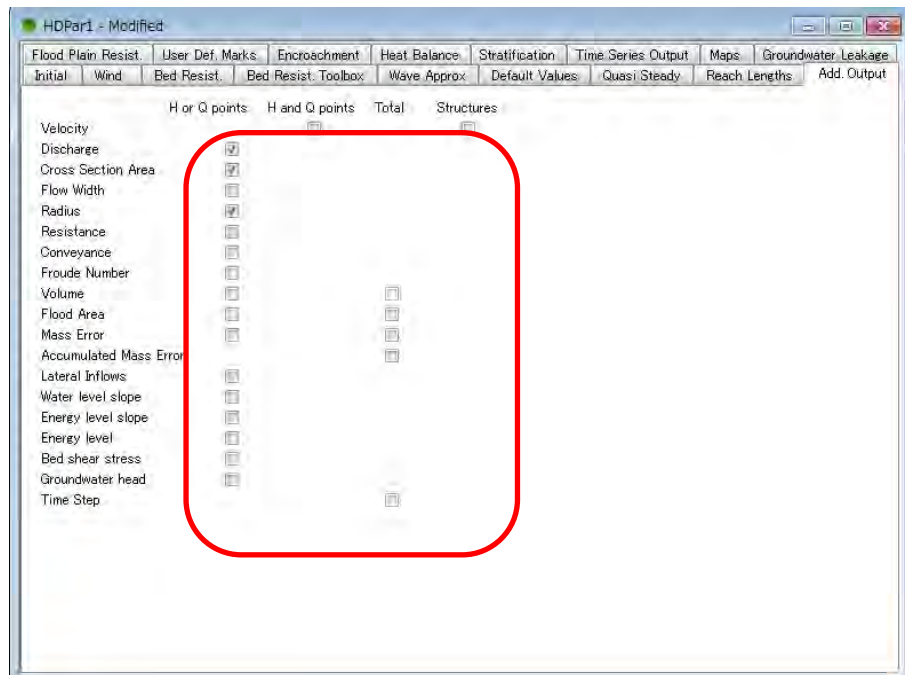 HDPar1 - Modified
Flood Plain Resist. User Def. Marks Encroachment Heat Balance Stratification Time Series Output Maps Groundwater Leakage
Initial Wind Bed Resist. Bed Resist. Toolbox Wave Approx Default Values Quasi Steady Reach Lengths Add. Output
H or Q points H and Q points Total Structures
Velocity
Discharge
Cross Section Area
Flow Width
Radius
Resistance
Conveyance
Froude Number
Volume
Flood Area
Mass Error
Accumulated Mass Error
Lateral Inflows
Water level slope
Energy level slope
Energy level
Bed shear stress
Groundwater head
Time Step